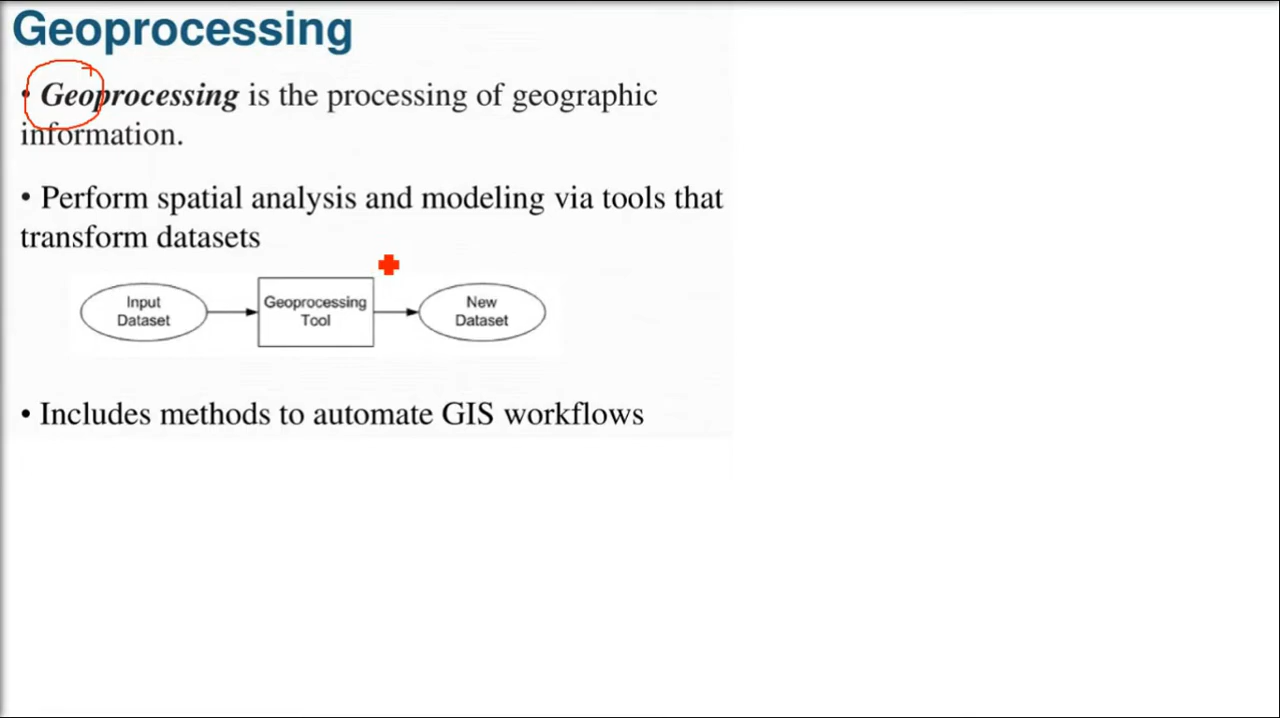 Geoprocessing
• Geoprocessing is the processing of geographic
information.
• Perform spatial analysis and modeling via tools that
transform datasets
Input
Dataset
Geoprocessing
Tool
New
Dataset
• Includes methods to automate GIS workflows